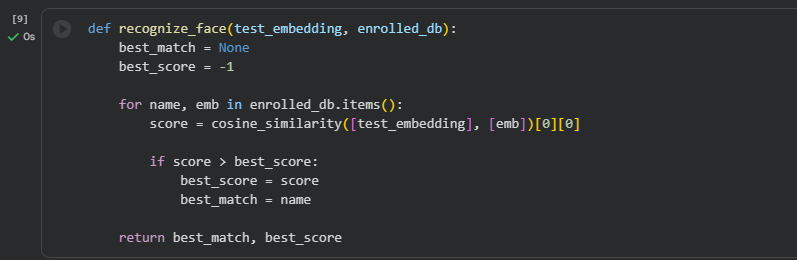 [9]
0s
def recognize_face(test_embedding, enrolled_db):
    best_match = None
    best_score = -1

    for name, emb in enrolled_db.items():
        score = cosine_similarity([test_embedding], [emb])[0][0]

        if score > best_score:
            best_score = score
            best_match = name

    return best_match, best_score